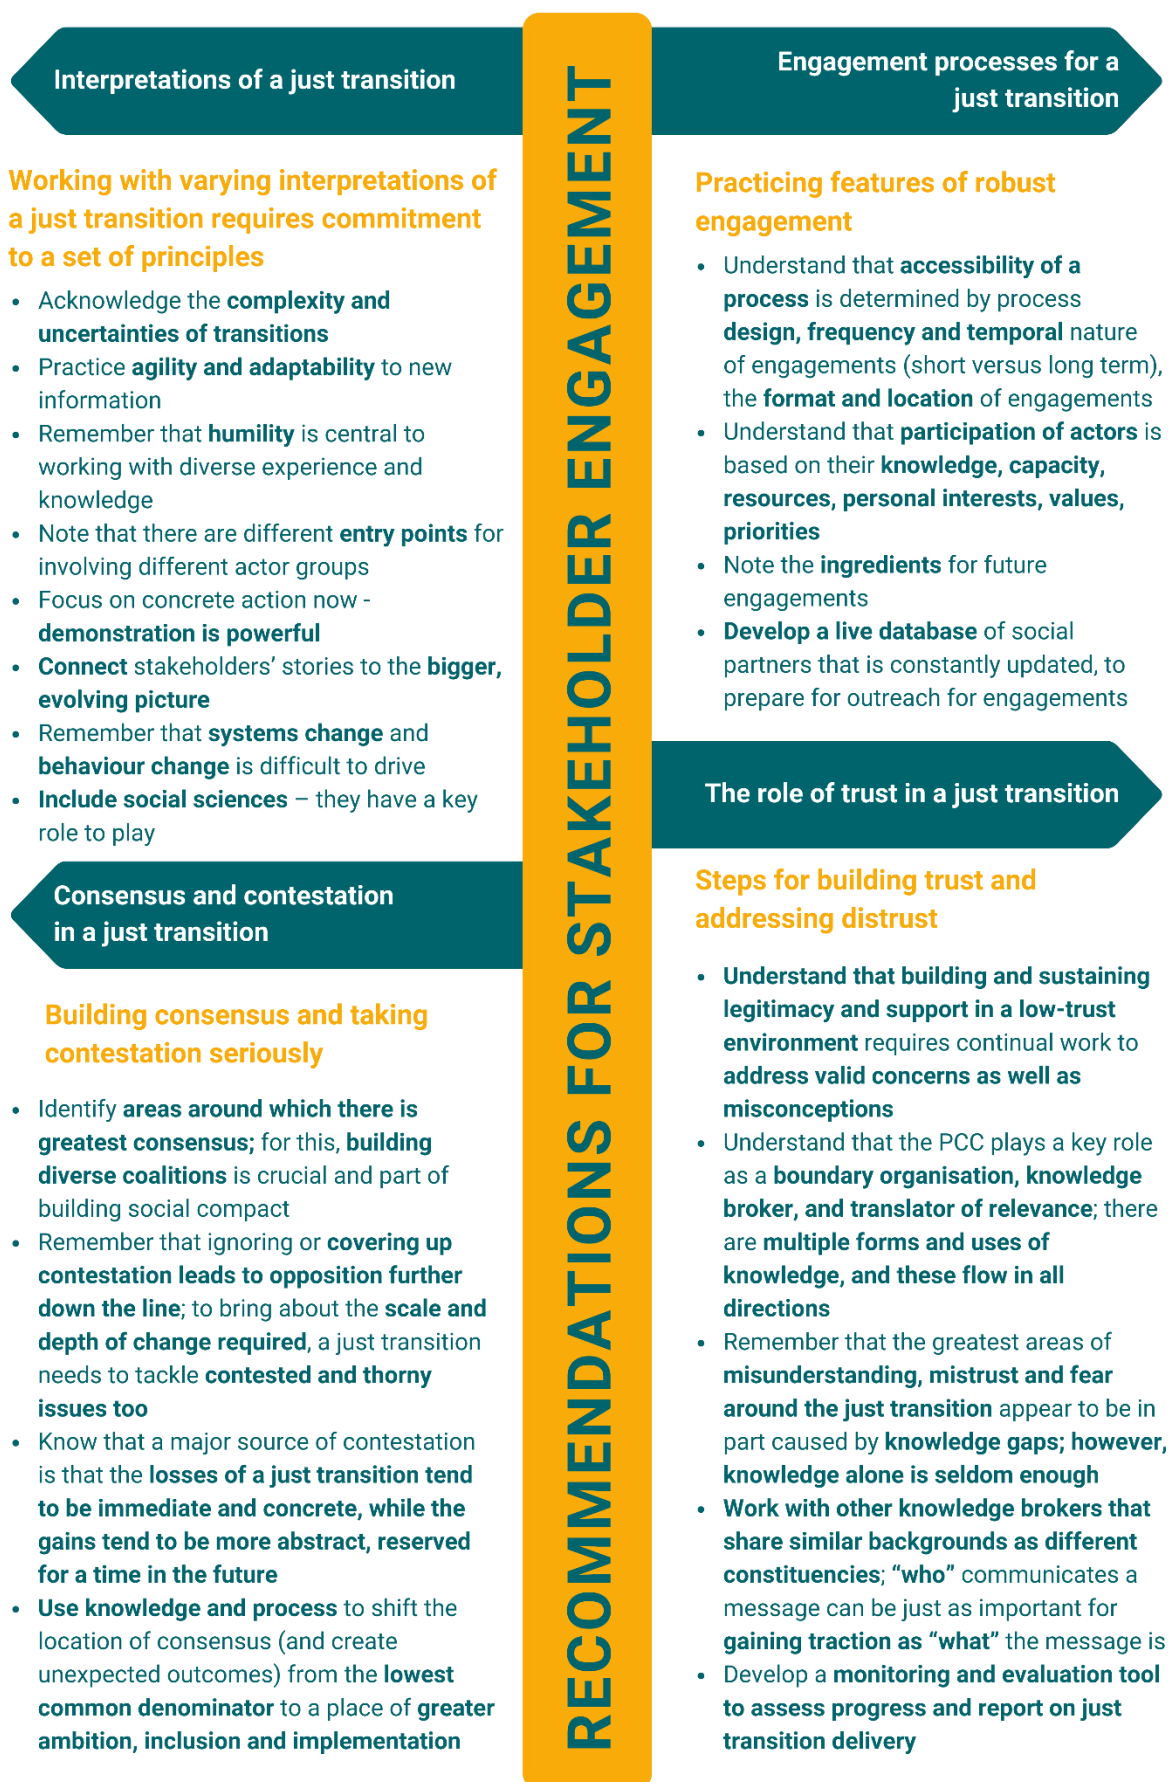 Interpretations of a just transition
Working with varying interpretations of
a just transition requires commitment
to a set of principles
• Acknowledge the complexity and
uncertainties of transitions
• Practice agility and adaptability to new
information
• Remember that humility is central to
working with diverse experience and
knowledge
• Note that there are different entry points for
involving different actor groups
• Focus on concrete action now -
demonstration is powerful
• Connect stakeholders’ stories to the bigger,
evolving picture
• Remember that systems change and
behaviour change is difficult to drive
• Include social sciences – they have a key
role to play
Consensus and contestation
in a just transition
Building consensus and taking
contestation seriously
• Identify areas around which there is
greatest consensus; for this, building
diverse coalitions is crucial and part of
building social compact
• Remember that ignoring or covering up
contestation leads to opposition further
down the line; to bring about the scale and
depth of change required, a just transition
needs to tackle contested and thorny
issues too
• Know that a major source of contestation
is that the losses of a just transition tend
to be immediate and concrete, while the
gains tend to be more abstract, reserved
for a time in the future
• Use knowledge and process to shift the
location of consensus (and create
unexpected outcomes) from the lowest
common denominator to a place of greater
ambition, inclusion and implementation
RECOMMENDATIONS FOR STAKEHOLDER ENGAGEMENT
Engagement processes for a
just transition
Practicing features of robust
engagement
• Understand that accessibility of a
process is determined by process
design, frequency and temporal nature
of engagements (short versus long term),
the format and location of engagements
• Understand that participation of actors is
based on their knowledge, capacity,
resources, personal interests, values,
priorities
• Note the ingredients for future
engagements
• Develop a live database of social
partners that is constantly updated, to
prepare for outreach for engagements
The role of trust in a just transition
Steps for building trust and
addressing distrust
• Understand that building and sustaining
legitimacy and support in a low-trust
environment requires continual work to
address valid concerns as well as
misconceptions
• Understand that the PCC plays a key role
as a boundary organisation, knowledge
broker, and translator of relevance; there
are multiple forms and uses of
knowledge, and these flow in all
directions
• Remember that the greatest areas of
misunderstanding, mistrust and fear
around the just transition appear to be in
part caused by knowledge gaps; however,
knowledge alone is seldom enough
• Work with other knowledge brokers that
share similar backgrounds as different
constituencies; “who” communicates a
message can be just as important for
gaining traction as “what” the message is
• Develop a monitoring and evaluation tool
to assess progress and report on just
transition delivery